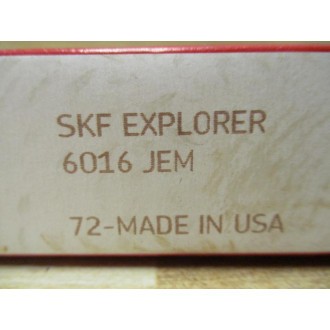 SKF EXPLORER
6016 JEM
72-MADE IN USA